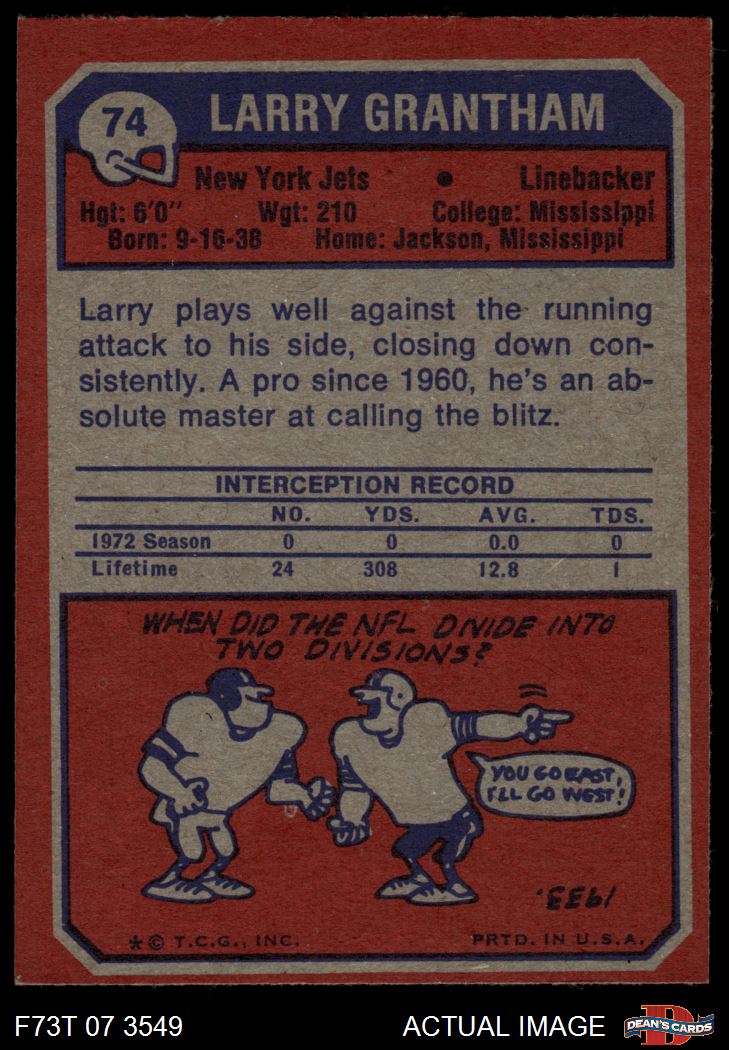 74
LARRY GRANTHAM
New York Jets • Linebacker
Hgt: 6'0" Wgt: 210 College: Mississippi
Born: 9-16-38 Home: Jackson, Mississippi
Larry plays well against the running
attack to his side, closing down con-
sistently. A pro since 1960, he's an ab-
solute master at calling the blitz.
INTERCEPTION RECORD
NO. YDS. AVG. TDS.
1972 Season 0 0 0.0 0
Lifetime 24 308 12.8 1
WHEN DID THE NFL DIVIDE INTO
TWO DIVISIONS?
YOU GO EAST,
I'LL GO WEST!
1933.
* © T.C.G., INC. PRTD. IN U.S.A.
F73T 07 3549 ACTUAL IMAGE
D
DEAN'S CARDS